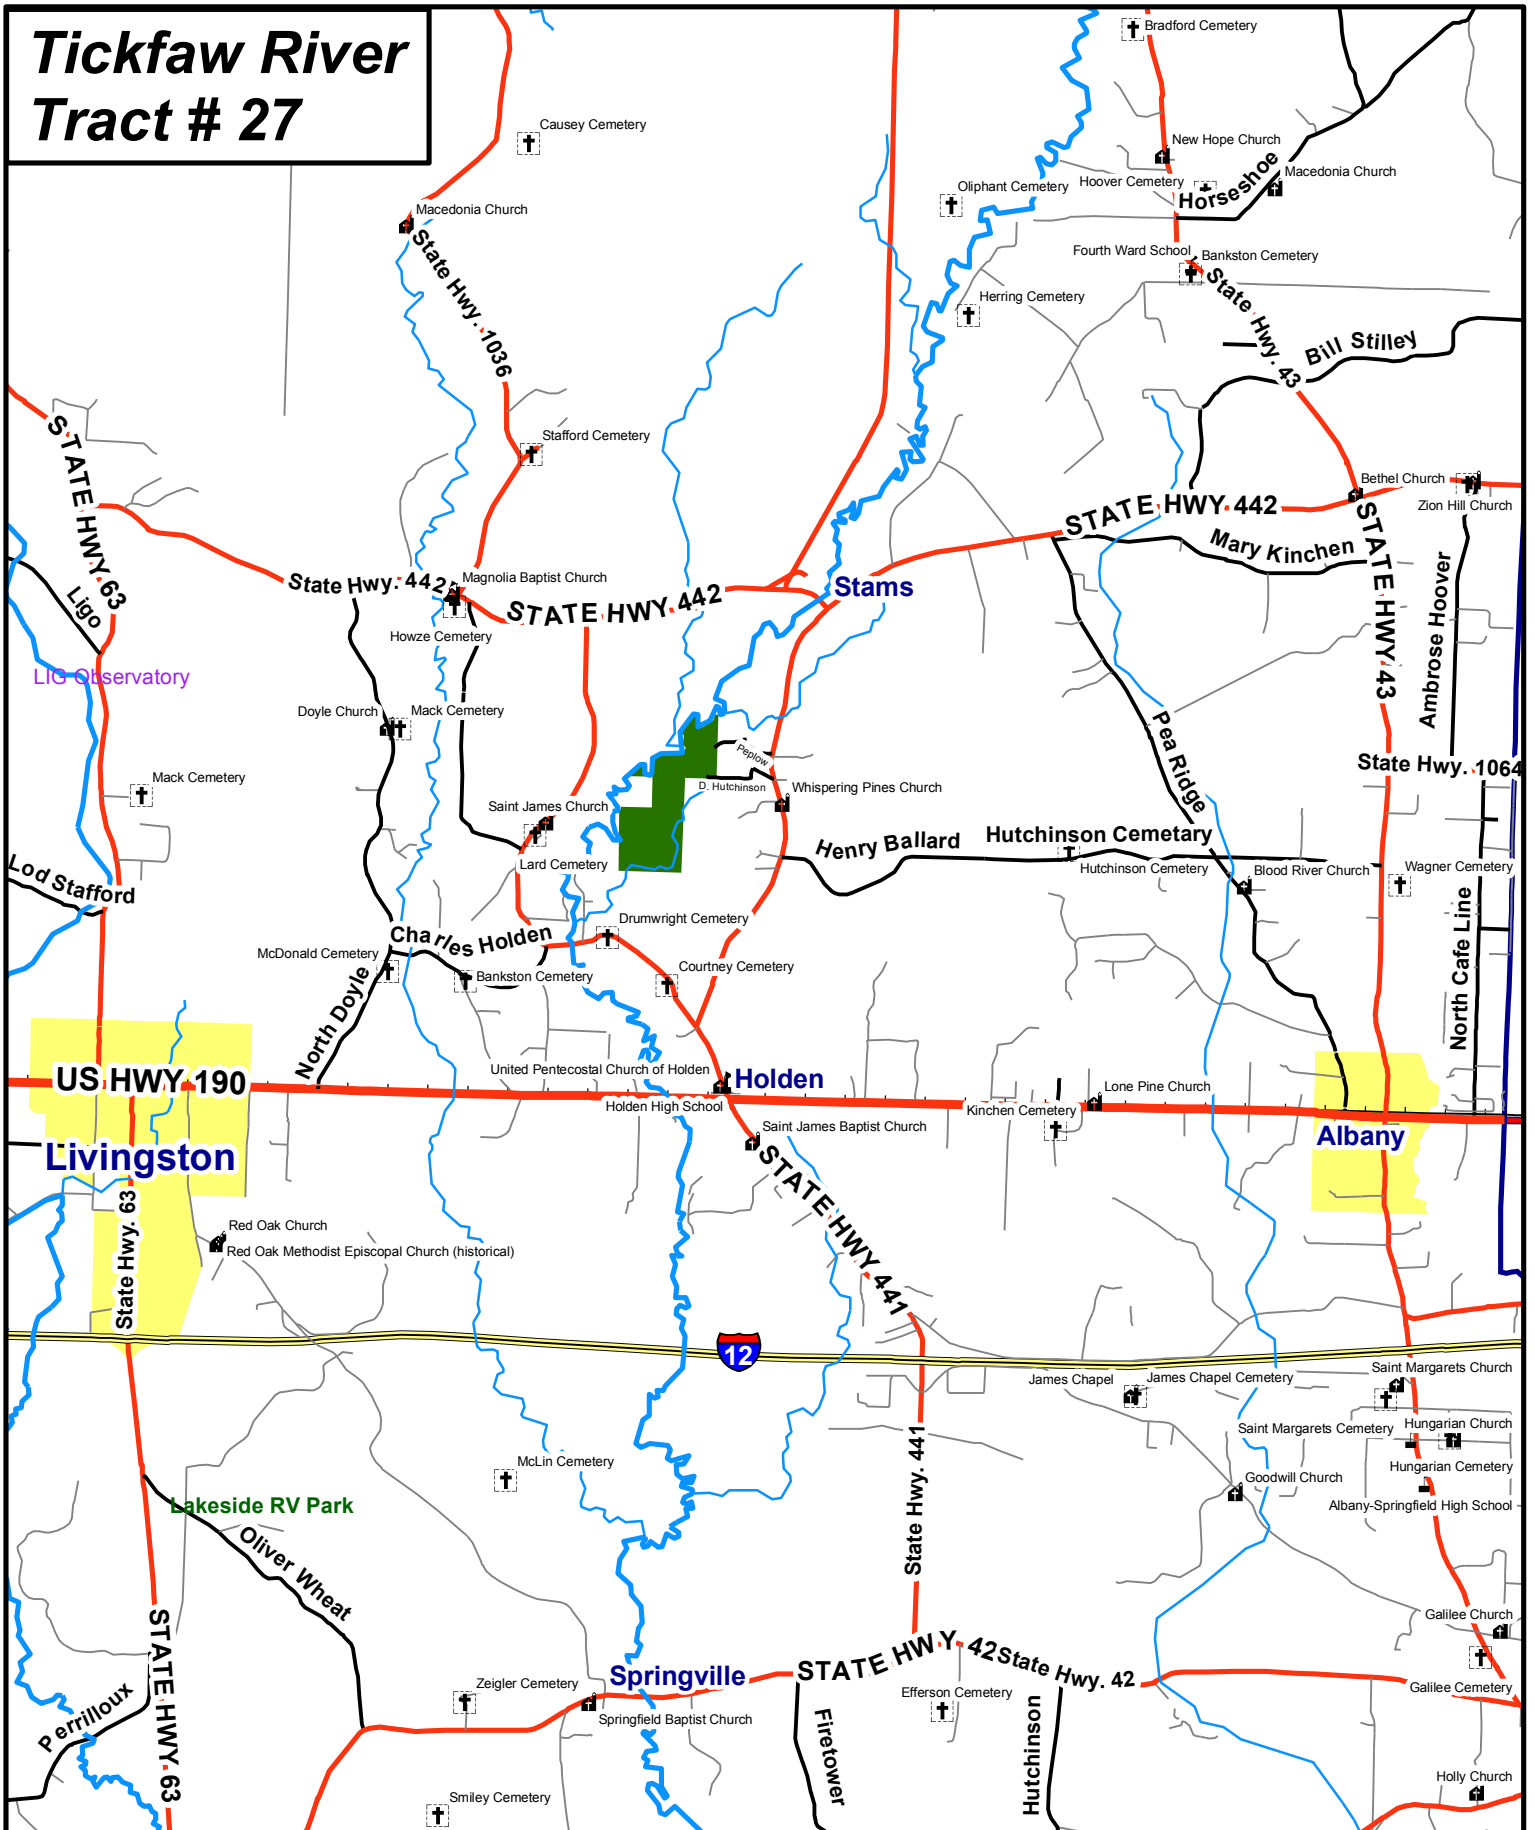 Tickfaw River
Tract # 27
Bradford Cemetery
Causey Cemetery
New Hope Church
Horseshoe
Macedonia Church
Hoover Cemetery
Oliphant Cemetery
Macedonia Church
State Hwy. 1036
Fourth Ward School
Bankston Cemetery
State Hwy. 43
Herring Cemetery
Bill Stilley
Stafford Cemetery
STATE HWY 63
Bethel Church
Zion Hill Church
STATE HWY 442
Mary Kinchen
STATE HWY 43
Ambrose Hoover
State Hwy. 442
Magnolia Baptist Church
STATE HWY 442
Stams
Ligo
Howze Cemetery
LIG Observatory
Doyle Church
Mack Cemetery
Pea Ridge
Peplow
State Hwy. 1064
Mack Cemetery
D. Hutchinson
Whispering Pines Church
Saint James Church
Henry Ballard
Hutchinson Cemetary
Lard Cemetery
Hutchinson Cemetery
Blood River Church
Wagner Cemetery
Lod Stafford
Drumwright Cemetery
Charles Holden
McDonald Cemetery
Bankston Cemetery
Courtney Cemetery
North Doyle
North Cafe Line
US HWY 190
United Pentecostal Church of Holden
Holden
Holden High School
Lone Pine Church
Kinchen Cemetery
Saint James Baptist Church
Albany
Livingston
STATE HWY 441
State Hwy. 63
Red Oak Church
Red Oak Methodist Episcopal Church (historical)
12
Saint Margarets Church
James Chapel
James Chapel Cemetery
Saint Margarets Cemetery
Hungarian Church
State Hwy. 441
McLin Cemetery
Hungarian Cemetery
Goodwill Church
Lakeside RV Park
Albany-Springfield High School
Oliver Wheat
STATE HWY 63
Galilee Church
STATE HWY 42
State Hwy. 42
Springville
Zeigler Cemetery
Efferson Cemetery
Galilee Cemetery
Perrilloux
Springfield Baptist Church
Firetower
Hutchinson
Holly Church
Smiley Cemetery